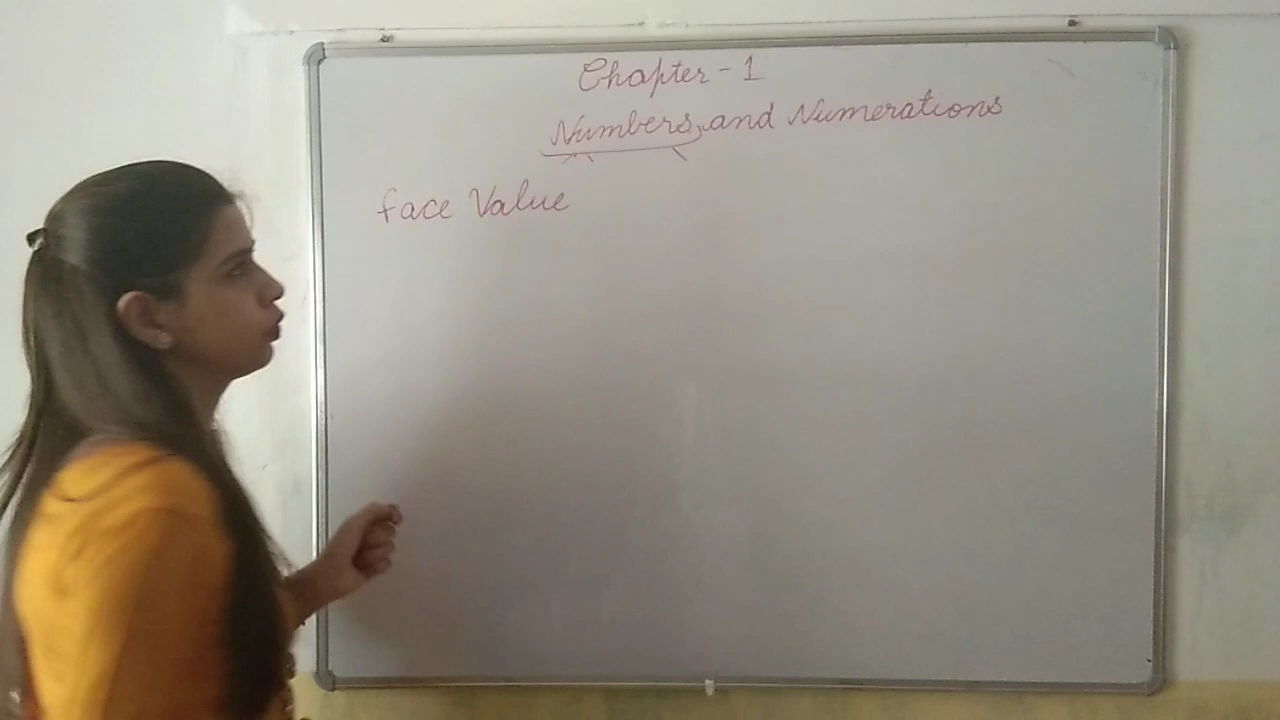 Chapter - 1
Numbers, and Numerations
face Value